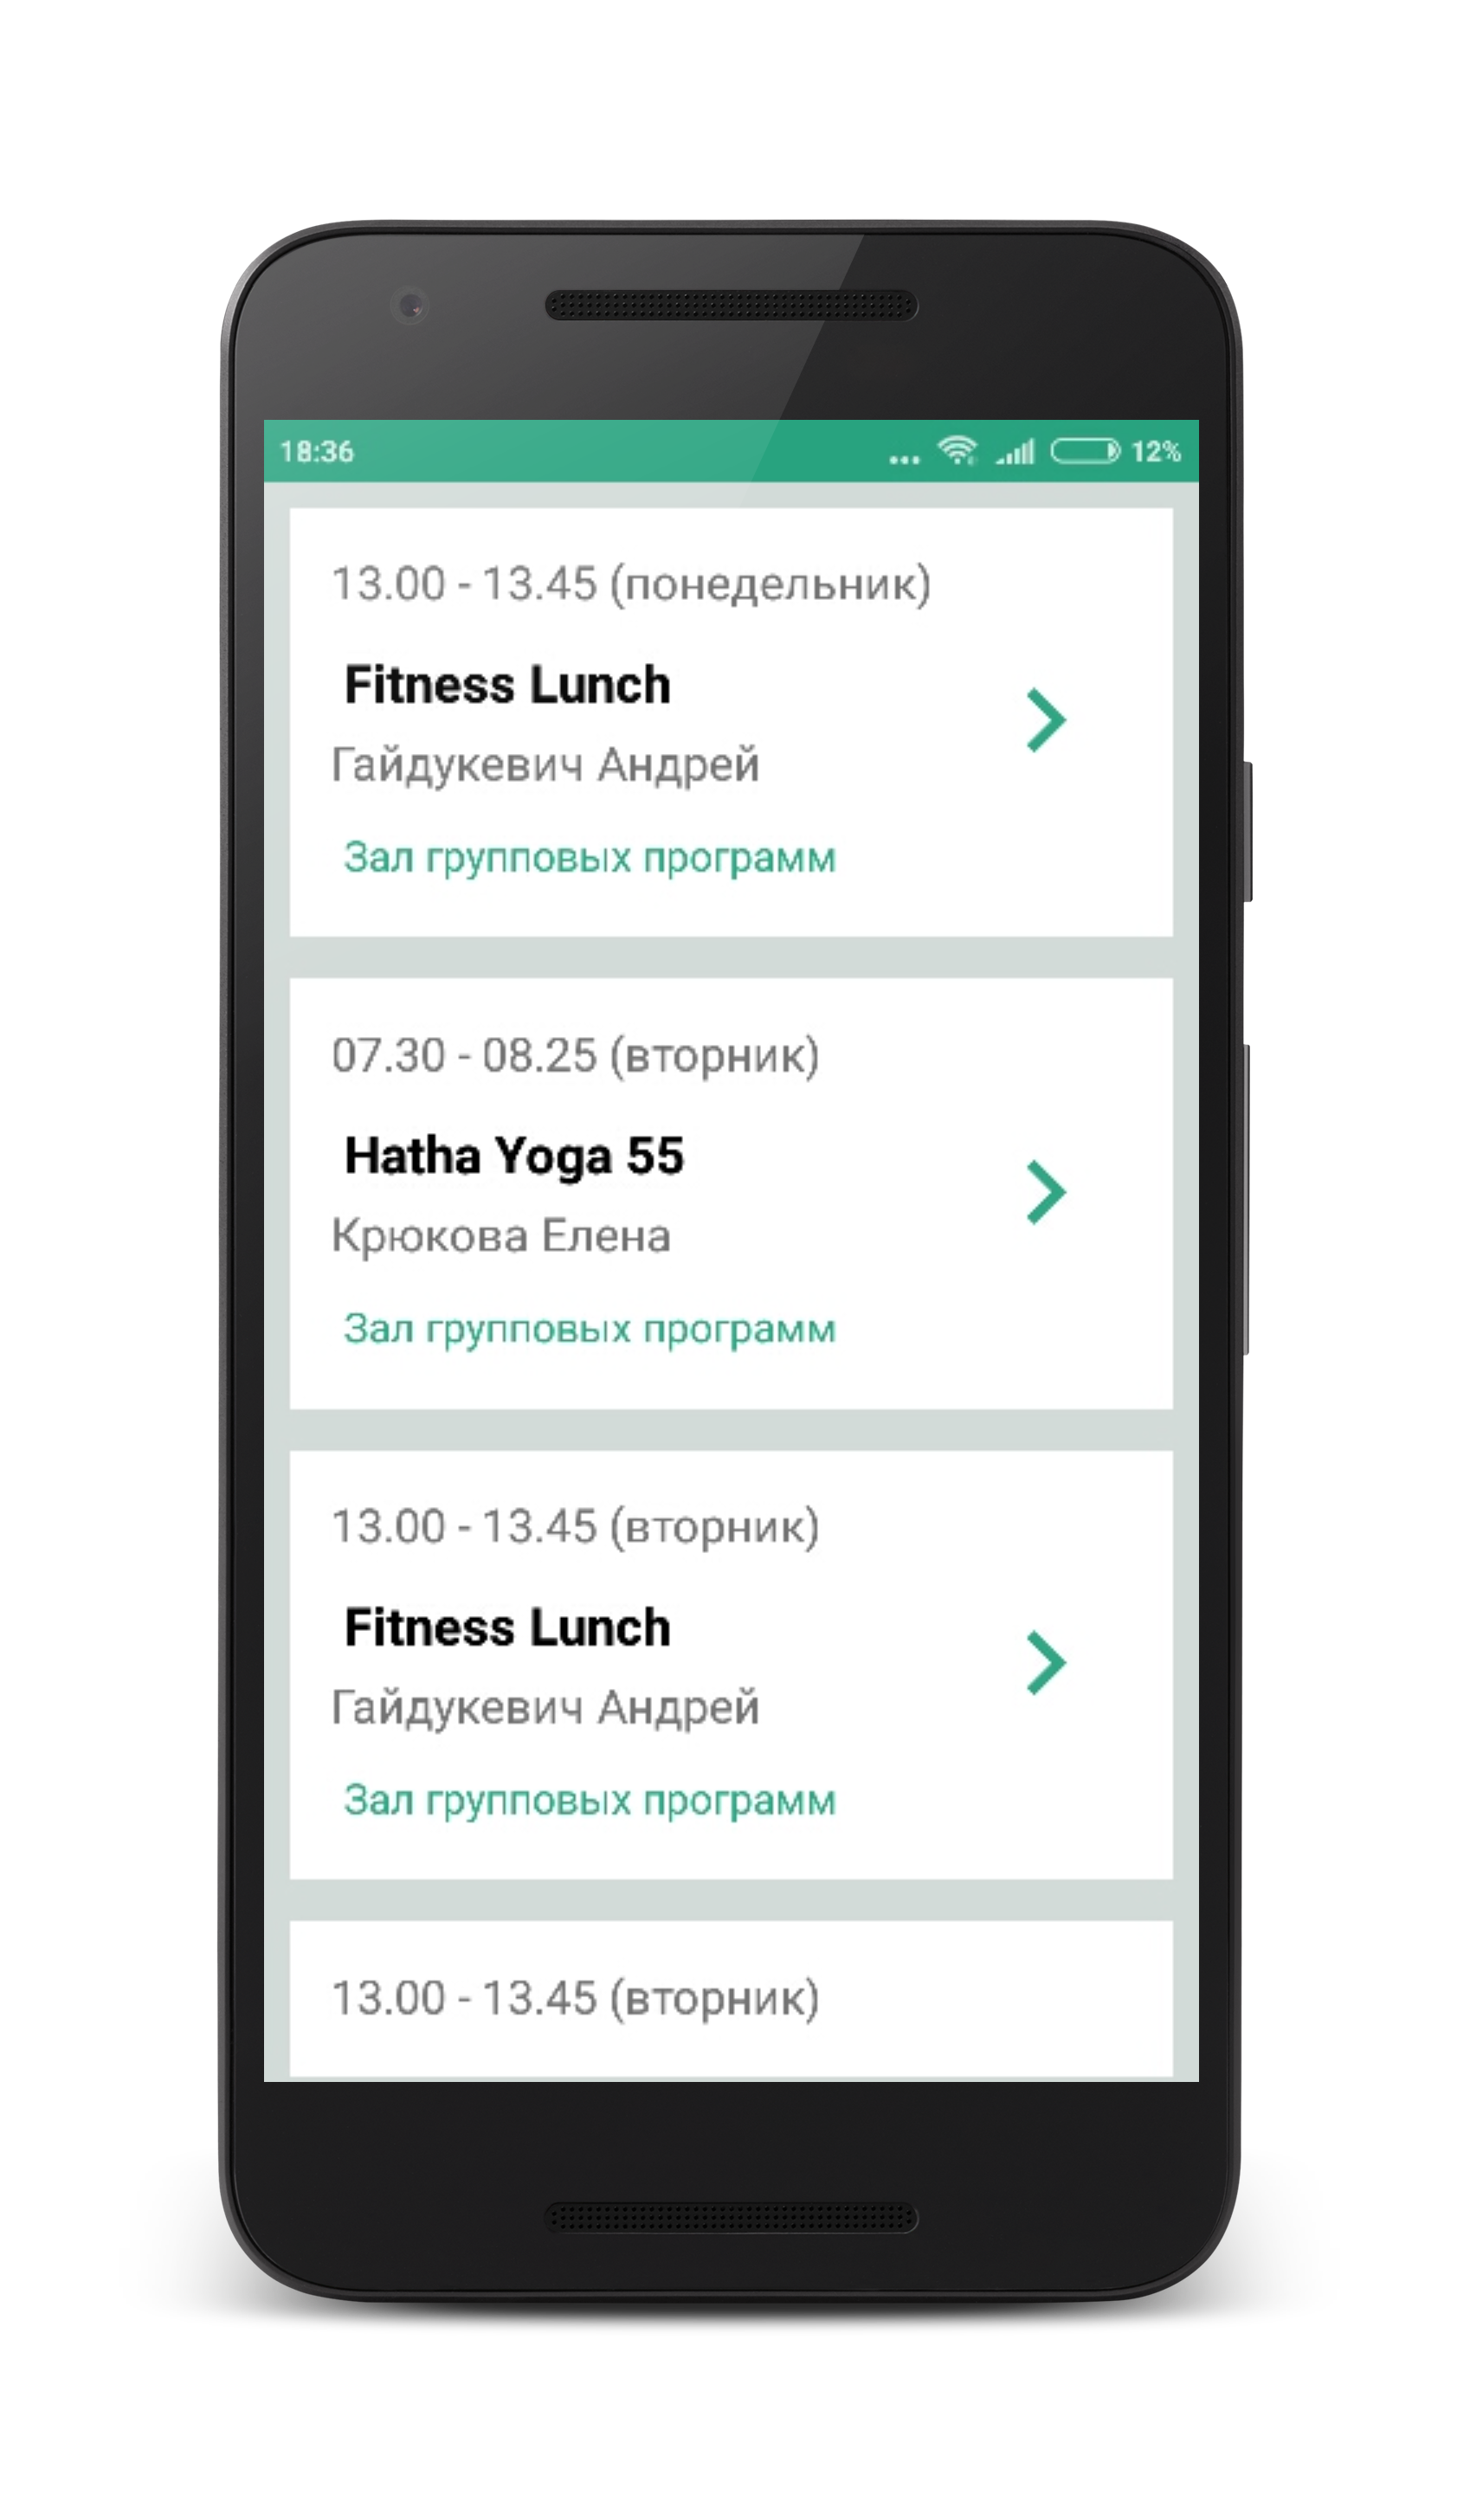 18:36 ... 12%
13.00 - 13.45 (понедельник)
Fitness Lunch
Гайдукевич Андрей
Зал групповых программ
07.30 - 08.25 (вторник)
Hatha Yoga 55
Крюкова Елена
Зал групповых программ
13.00 - 13.45 (вторник)
Fitness Lunch
Гайдукевич Андрей
Зал групповых программ
13.00 - 13.45 (вторник)